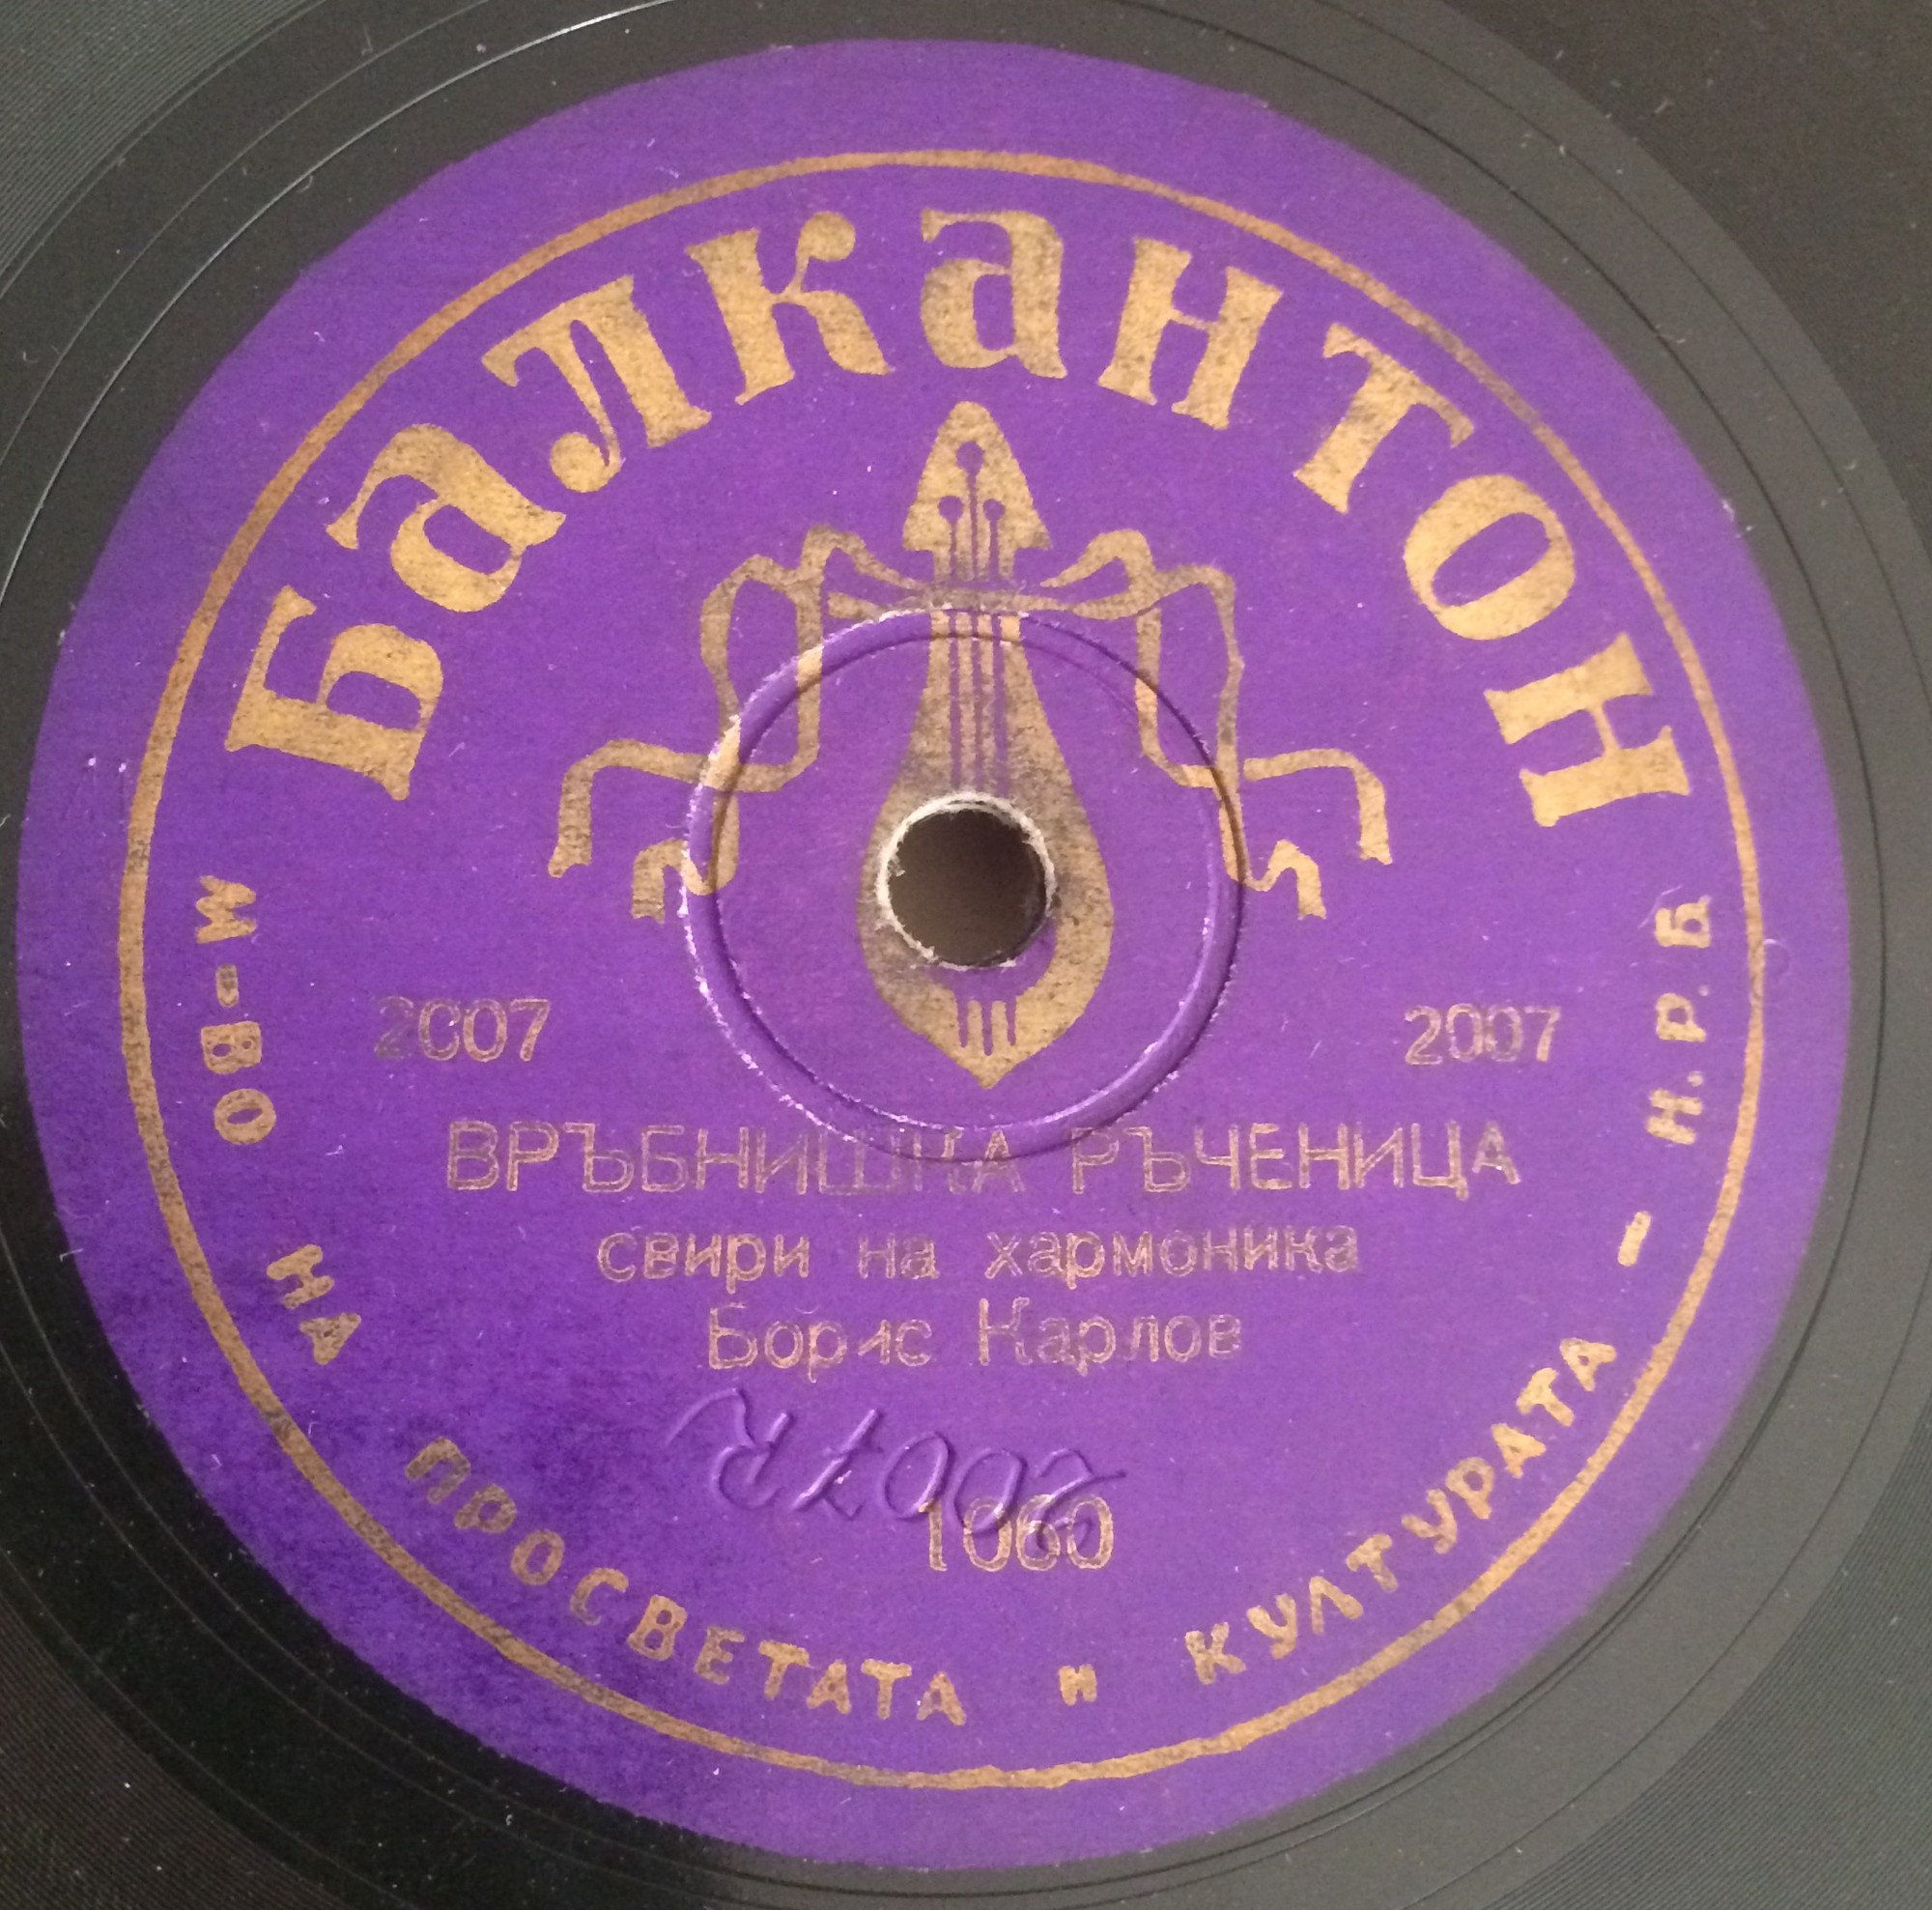 Балкантон
2007 2007
ВРЪБНИШКА РЪЧЕНИЦА
свири на хармоника
Борис Карлов
2007R
1060
М-ВО НА ПРОСВЕТАТА и КУЛТУРАТА - Н.Р.Б